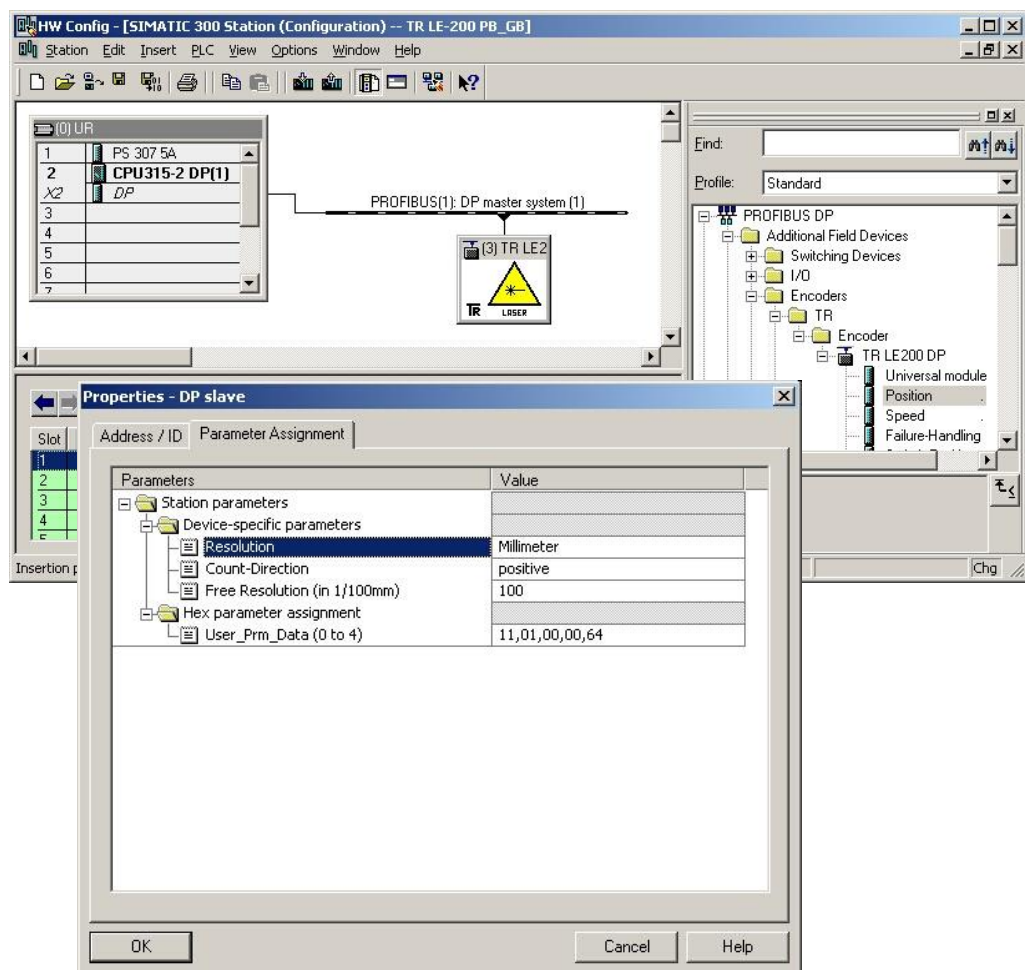 HW Config - [SIMATIC 300 Station (Configuration) -- TR LE-200 PB_GB]
Station Edit Insert PLC View Options Window Help
(0) UR
1 PS 307 5A
2 CPU315-2 DP(1)
X2 DP
3
4
5
6
7
PROFIBUS(1): DP master system (1)
(3) TR LE2
TR LASER
Find:
Profile: Standard
PROFIBUS DP
Additional Field Devices
Switching Devices
I/O
Encoders
TR
Encoder
TR LE200 DP
Universal module
Position .
Speed .
Failure-Handling
Slot
1
2
3
4
5
Insertion p
Chg
Properties - DP slave
Address / ID Parameter Assignment
Parameters Value
Station parameters
Device-specific parameters
Resolution Millimeter
Count-Direction positive
Free Resolution (in 1/100mm) 100
Hex parameter assignment
User_Prm_Data (0 to 4) 11,01,00,00,64
OK Cancel Help